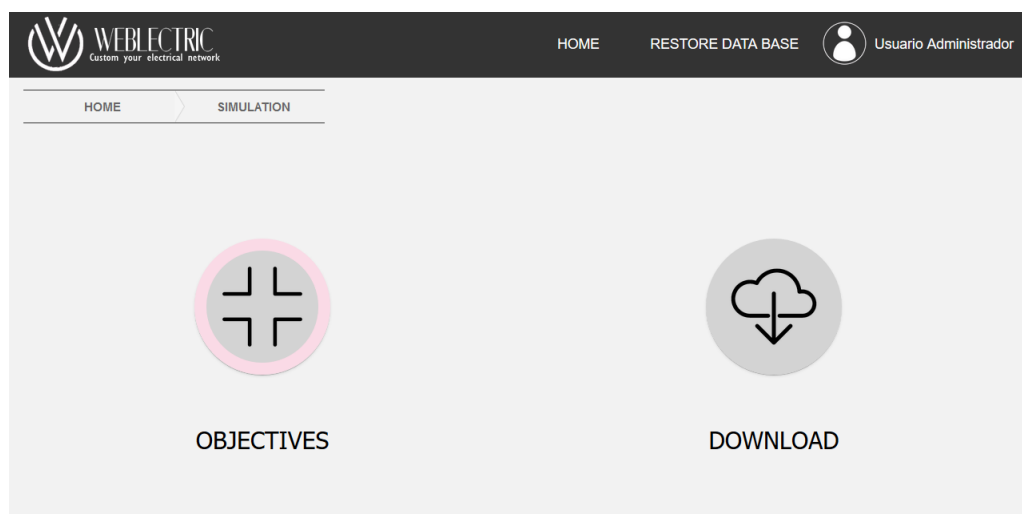 WEBLECTRIC
Custom your electrical network
HOME
RESTORE DATA BASE
Usuario Administrador
HOME
SIMULATION
OBJECTIVES
DOWNLOAD